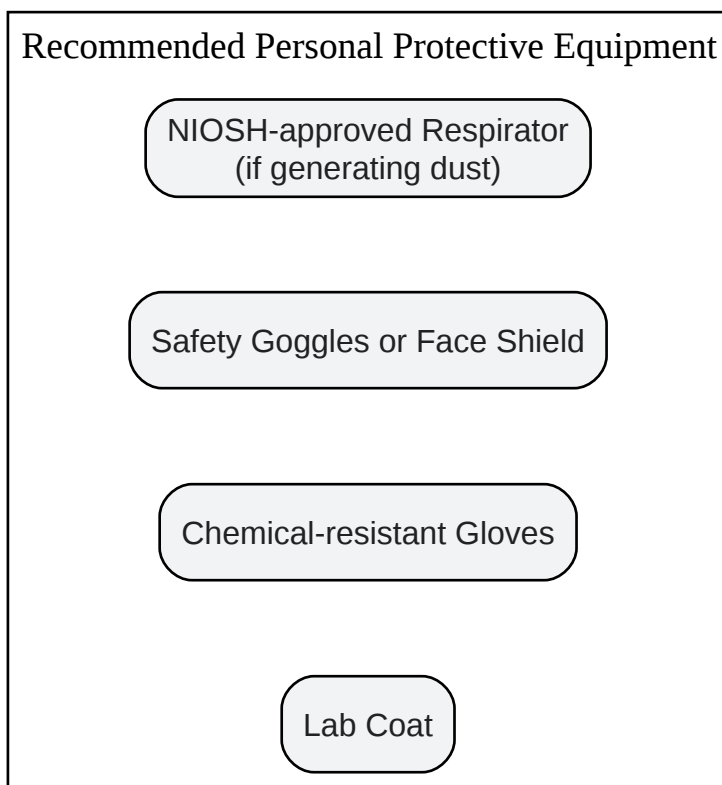 Recommended Personal Protective Equipment
NIOSH-approved Respirator
(if generating dust)
Safety Goggles or Face Shield
Chemical-resistant Gloves
Lab Coat